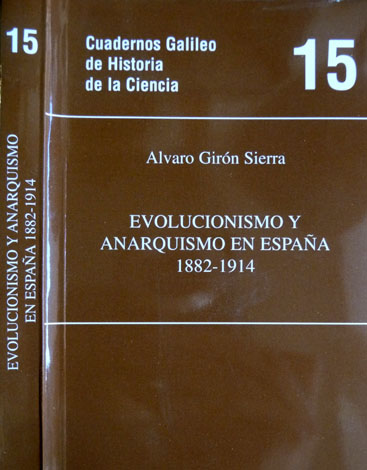 15
EVOLUCIONISMO Y ANARQUISMO
EN ESPAÑA 1882-1914
Cuadernos Galileo
de Historia
de la Ciencia
15
Alvaro Girón Sierra
EVOLUCIONISMO Y
ANARQUISMO EN ESPAÑA
1882-1914